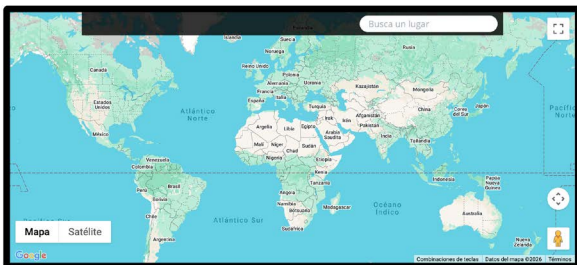 Busca un lugar
Islandia
Suecia
Noruega
Rusia
Canadá
Reino Unido
Polonia
Alemania
Ucrania
Francia
Kazajistán
Mongolia
España
Italia
Estados Unidos
Atlántico Norte
Turquía
China
Corea del Sur
Japón
Pacífic
Irak
Irán
Afganistán
Pakistán
Argelia
Libia
Egipto
Arabia Saudita
México
India
Malí
Níger
Chad
Sudán
Tailandia
Nigeria
Etiopía
Venezuela
Colombia
Kenia
Indonesia
Papúa Nueva Guinea
Tanzania
Perú
Brasil
Angola
Bolivia
Namibia
Botsuana
Madagascar
Océano Índico
Australia
Chile
Atlántico Sur
Sudáfrica
Mapa
Satélite
Argentina
Nueva Zelanda
Google
Combinaciones de teclas
Datos del mapa ©2026
Términos